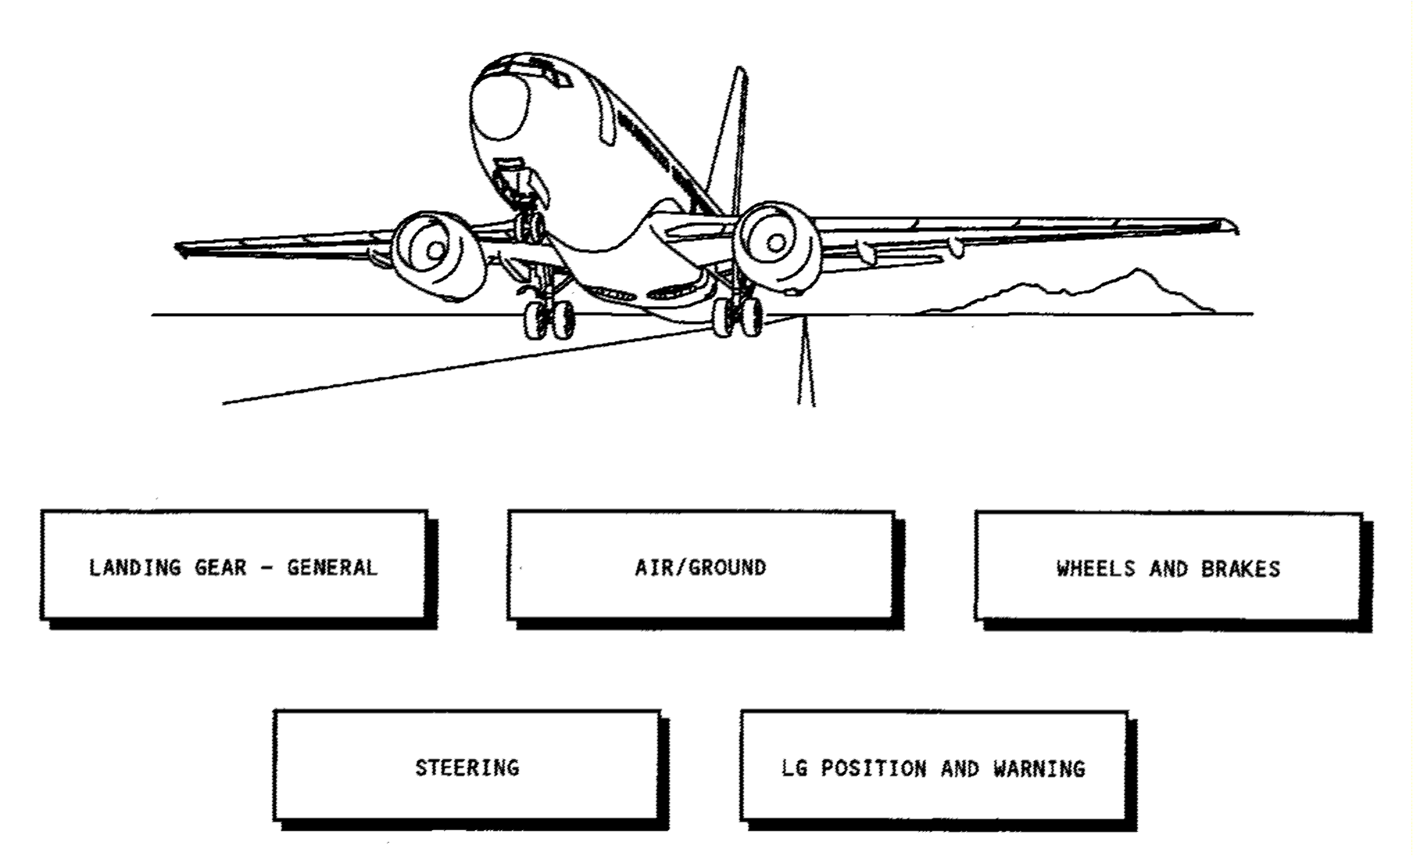 LANDING GEAR - GENERAL
AIR/GROUND
WHEELS AND BRAKES
STEERING
LG POSITION AND WARNING